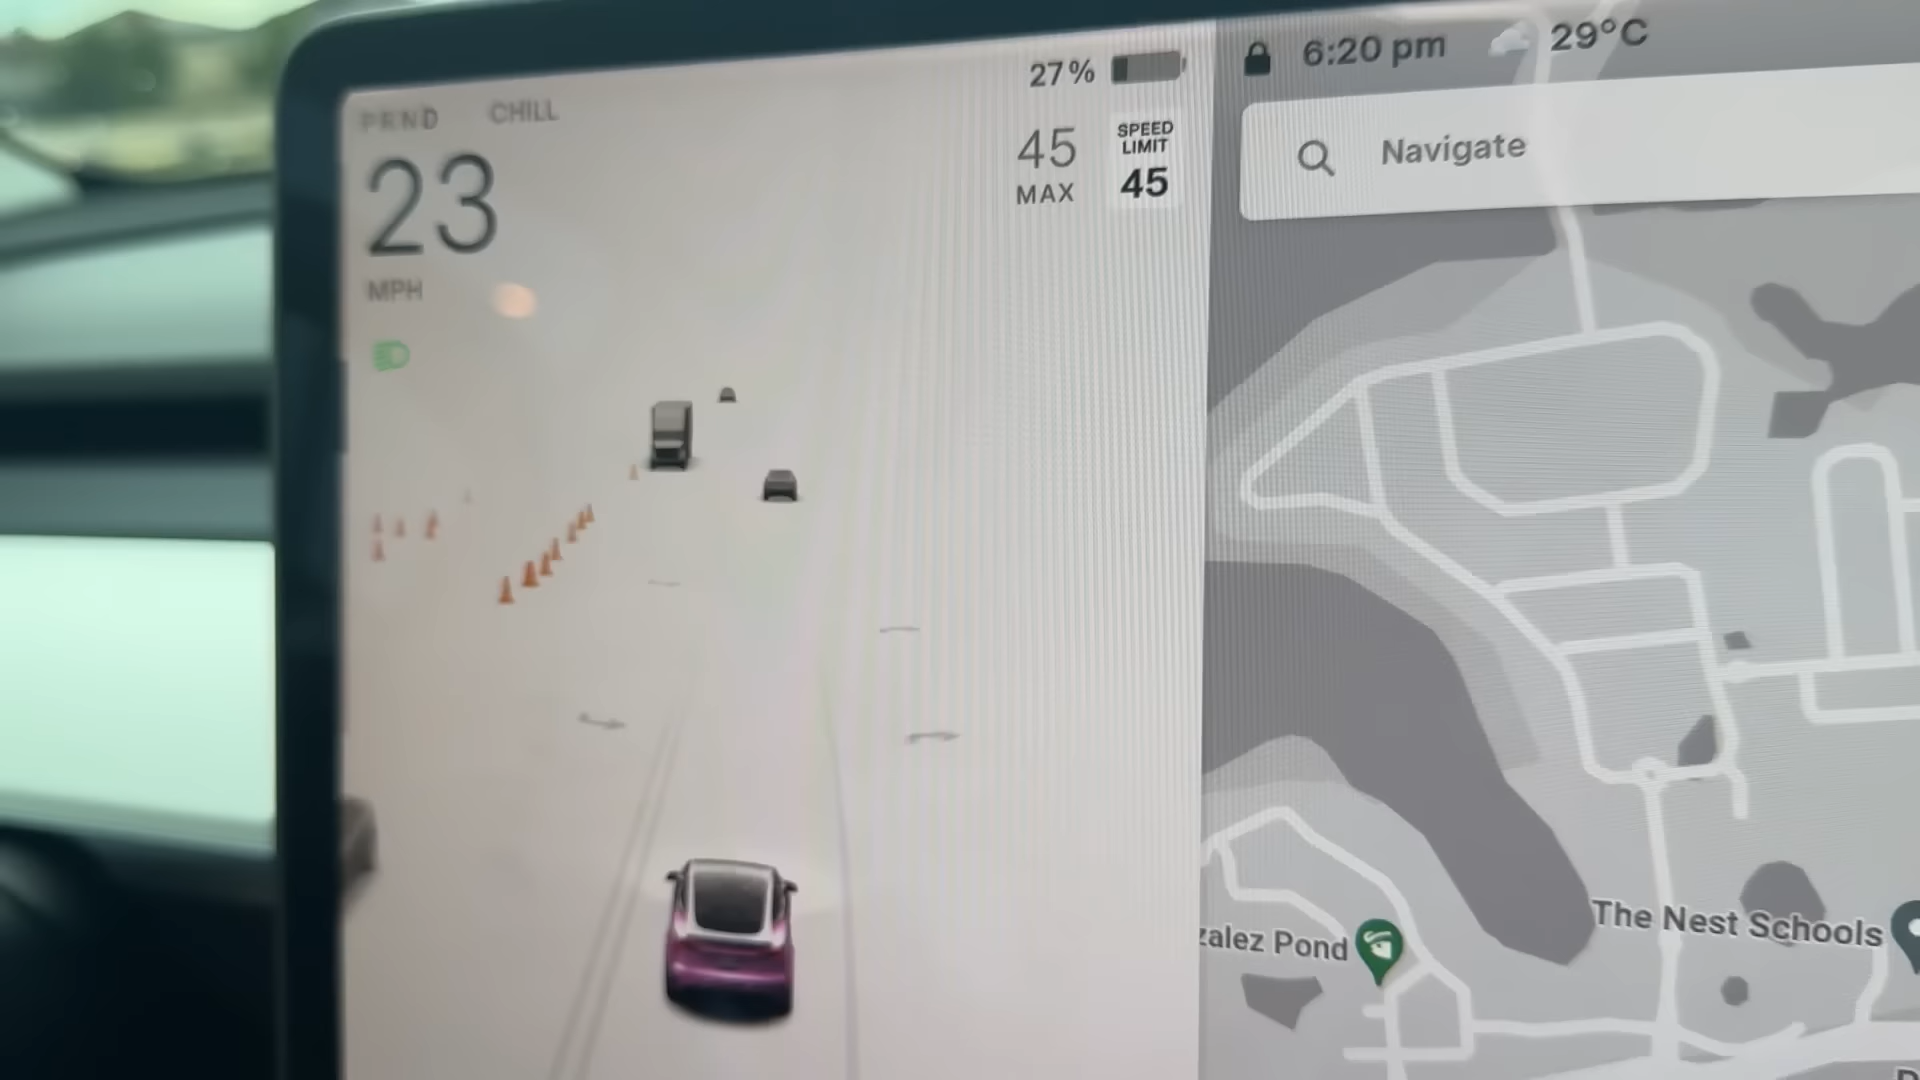 PRND CHILL
23
MPH
27%
45
MAX
SPEED
LIMIT
45
6:20 pm 29°C
Navigate
The Nest Schools
zalez Pond